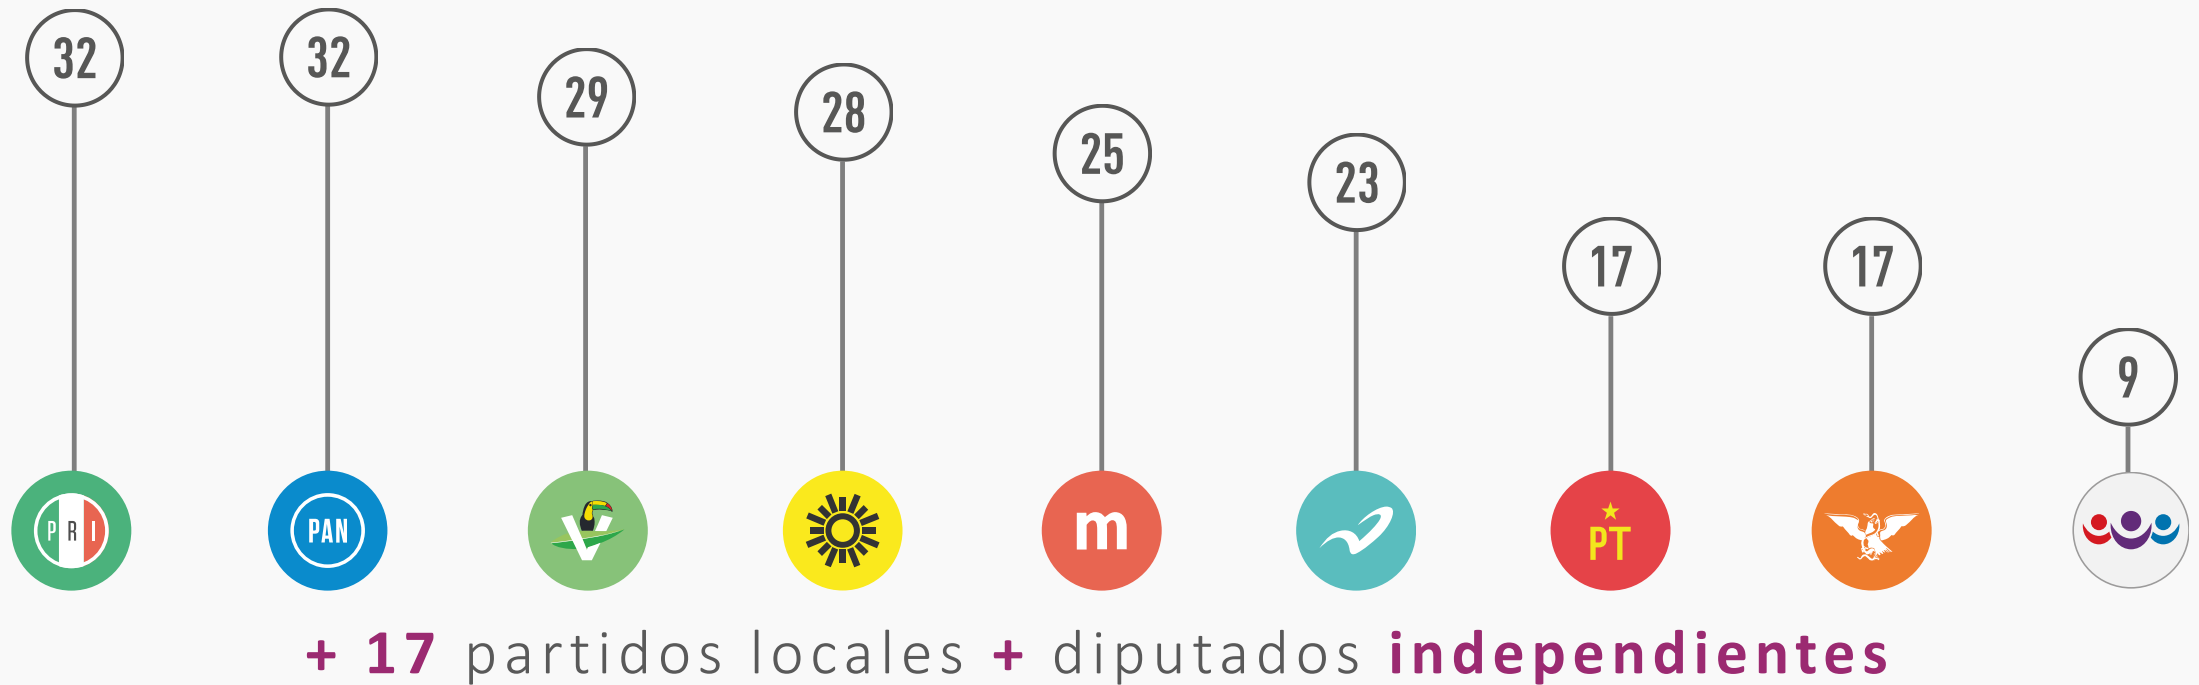 32 32 29 28 25 23 17 17 9
PRI PAN V m PT
+ 17 partidos locales + diputados independientes